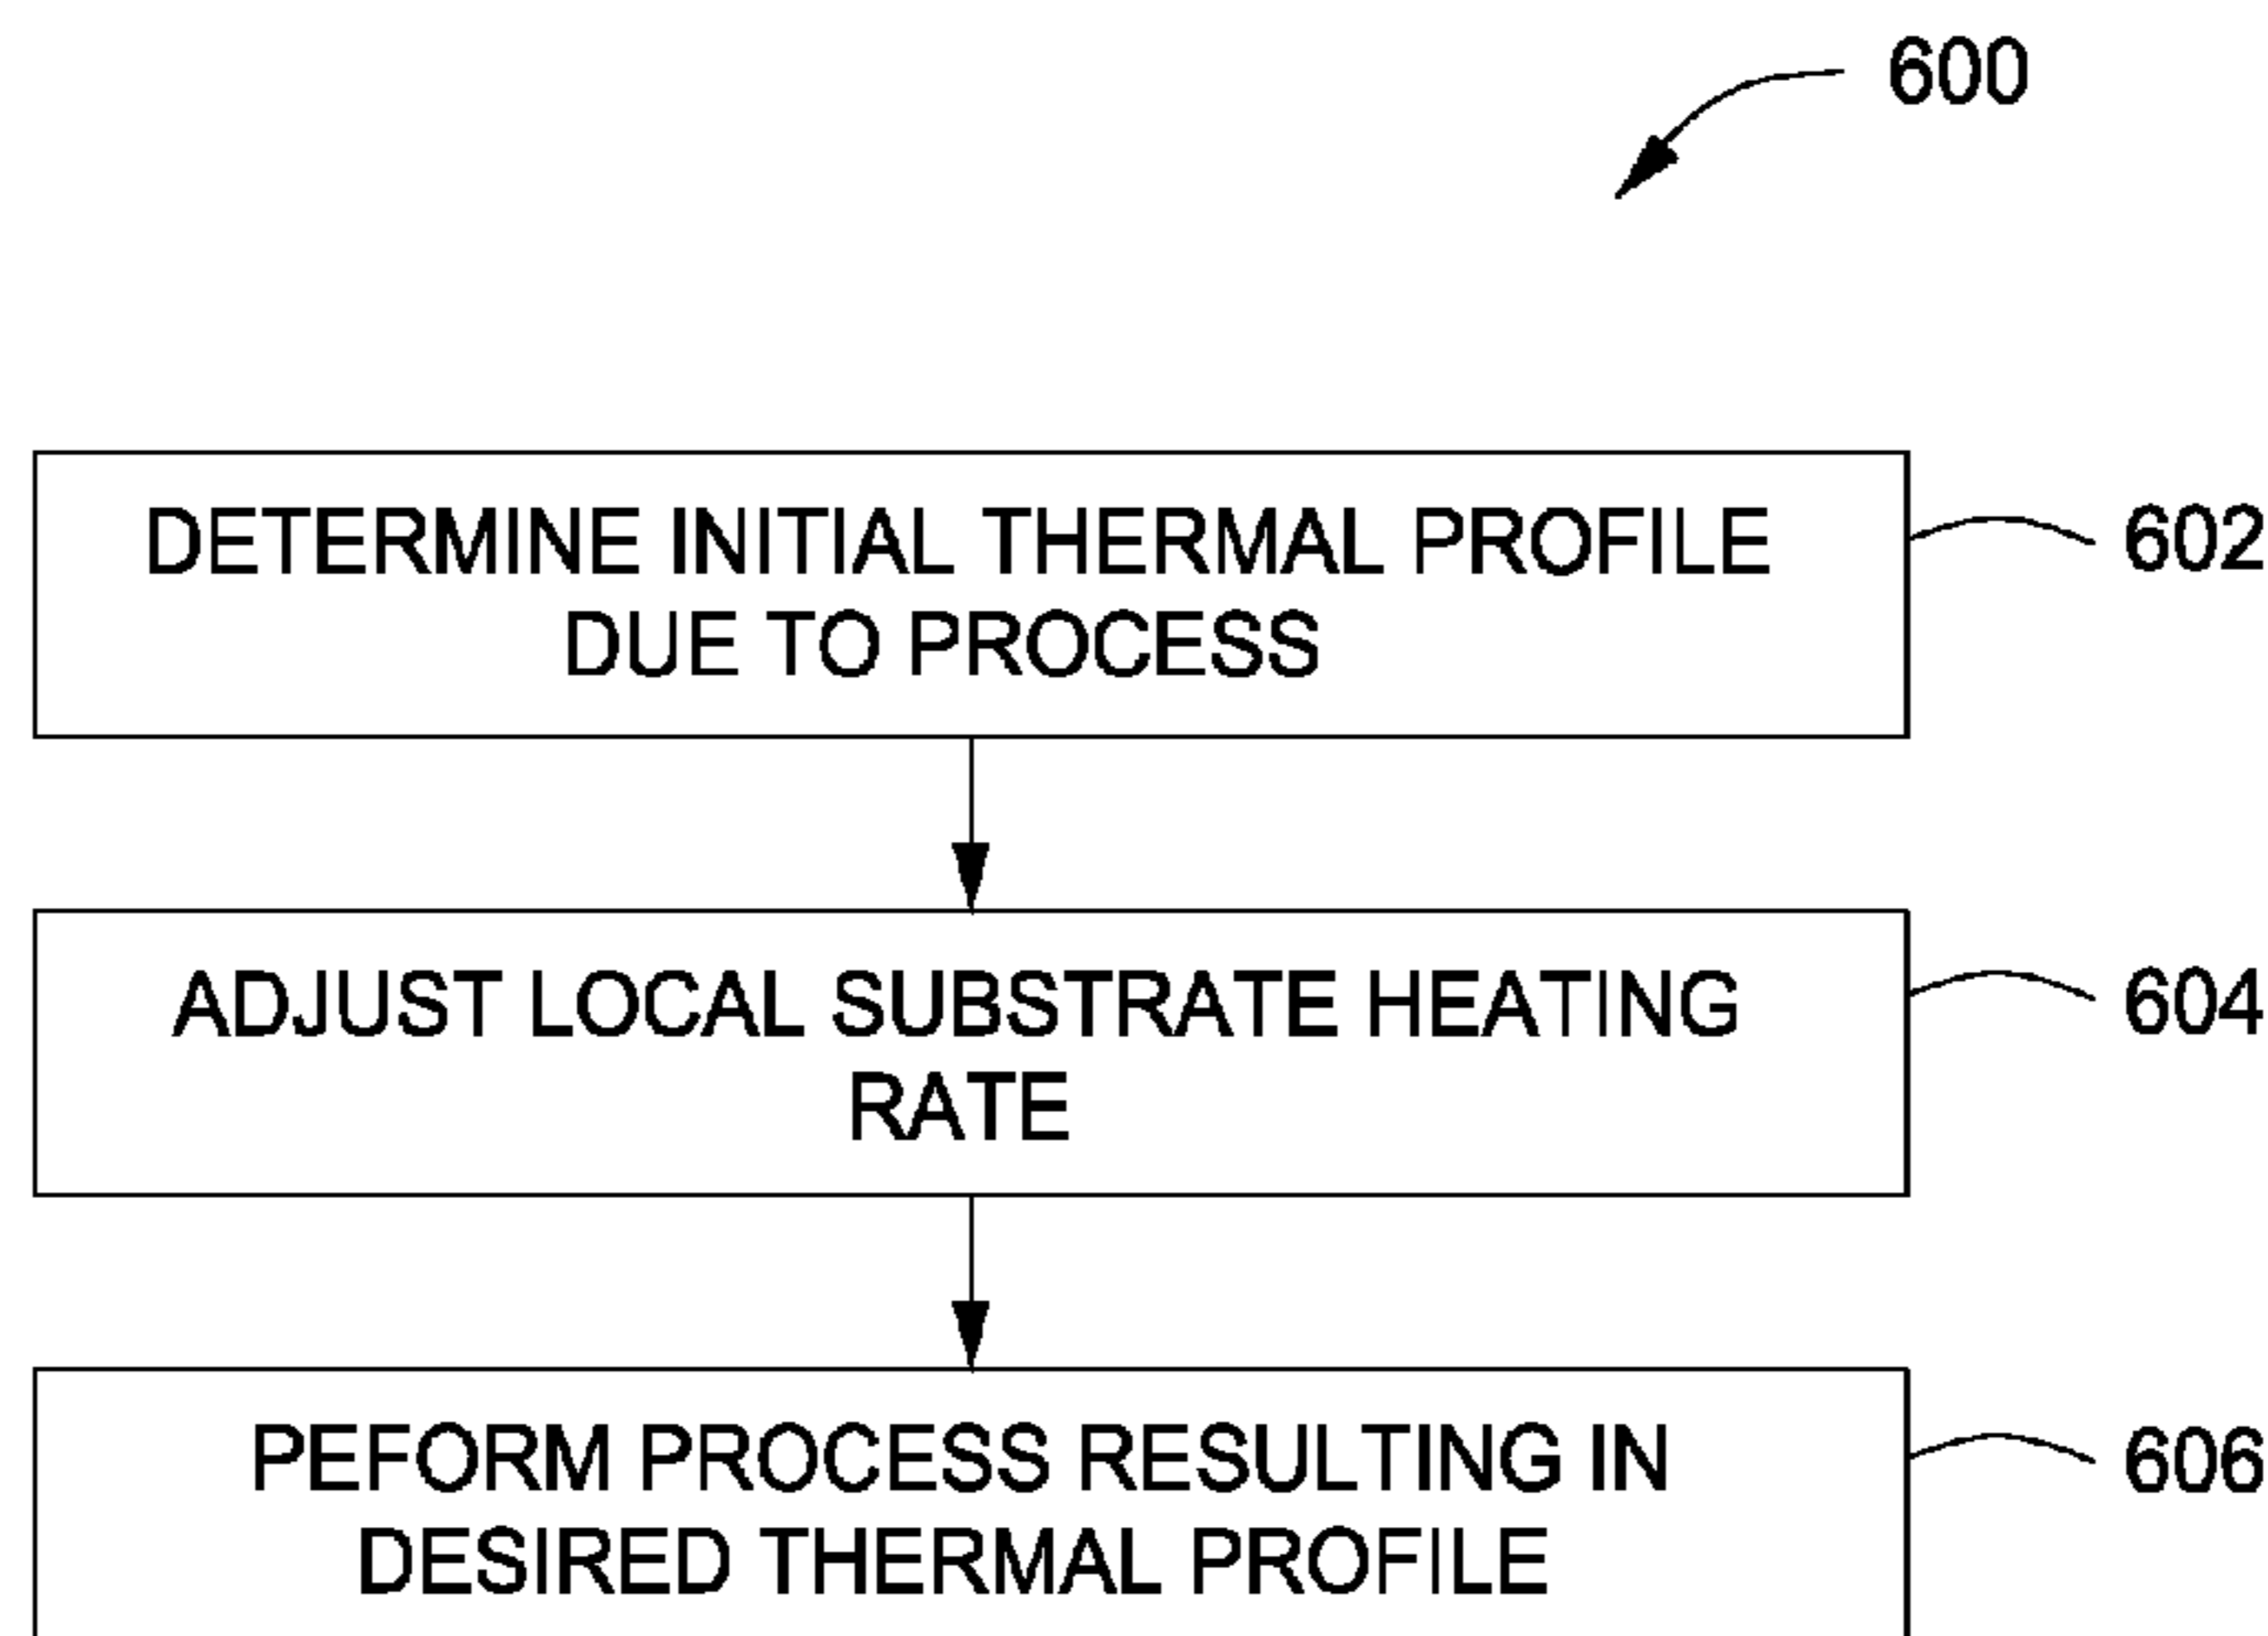 600
DETERMINE INITIAL THERMAL PROFILE
DUE TO PROCESS
602
ADJUST LOCAL SUBSTRATE HEATING
RATE
604
PEFORM PROCESS RESULTING IN
DESIRED THERMAL PROFILE
606